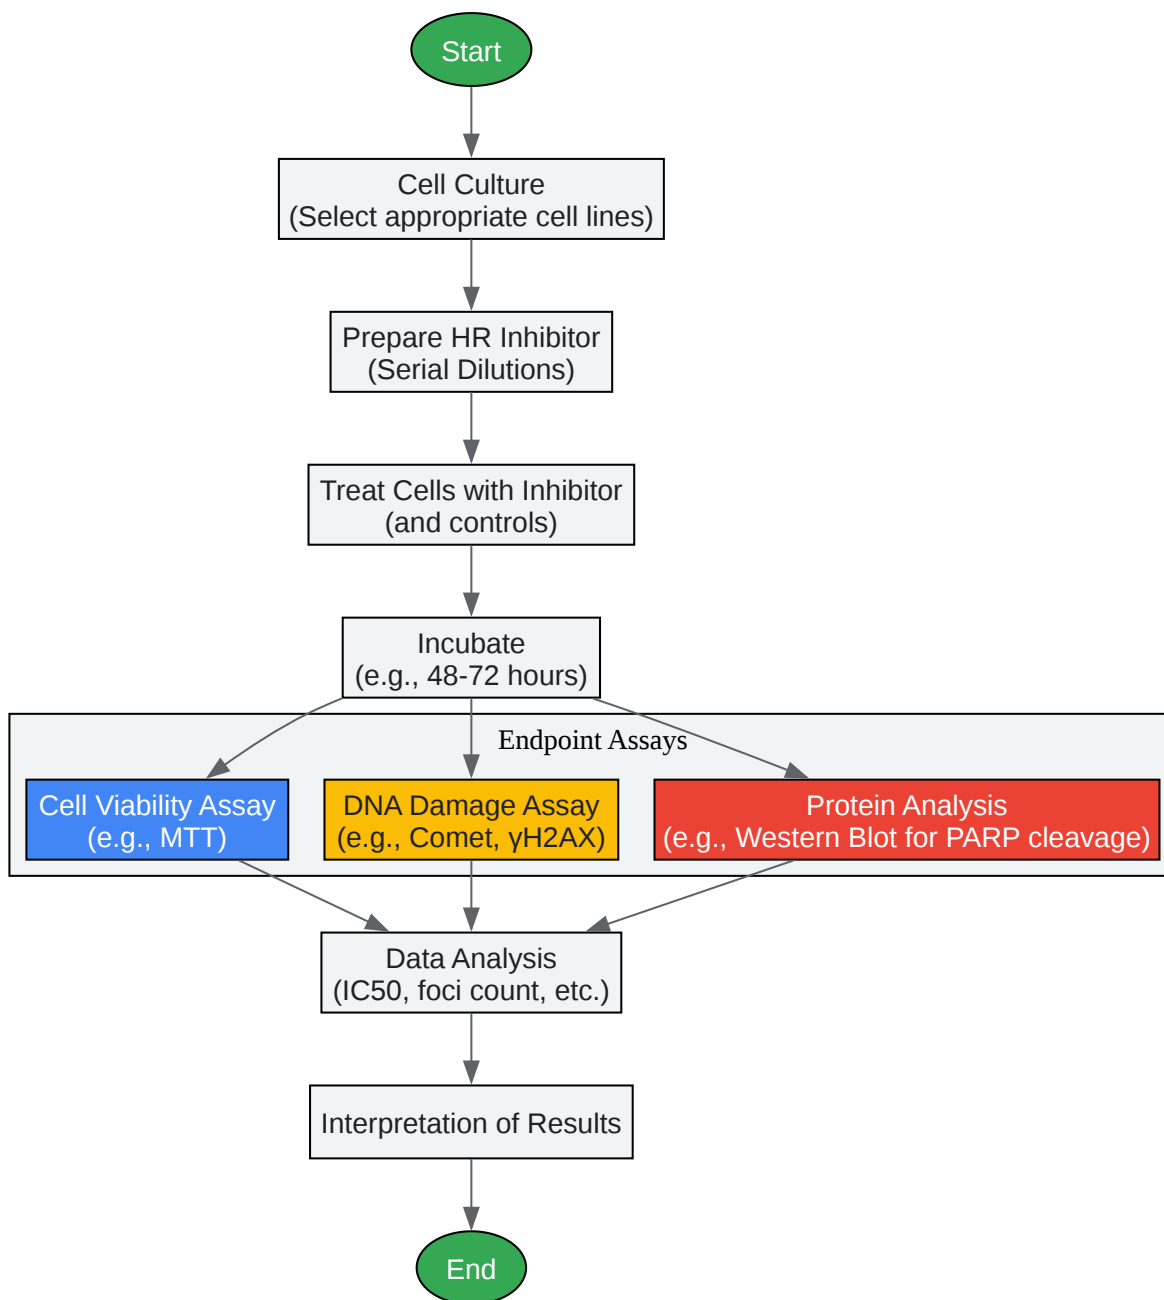 Start
Cell Culture
(Select appropriate cell lines)
Prepare HR Inhibitor
(Serial Dilutions)
Treat Cells with Inhibitor
(and controls)
Incubate
(e.g., 48-72 hours)
Endpoint Assays
Cell Viability Assay
(e.g., MTT)
DNA Damage Assay
(e.g., Comet, γH2AX)
Protein Analysis
(e.g., Western Blot for PARP cleavage)
Data Analysis
(IC50, foci count, etc.)
Interpretation of Results
End